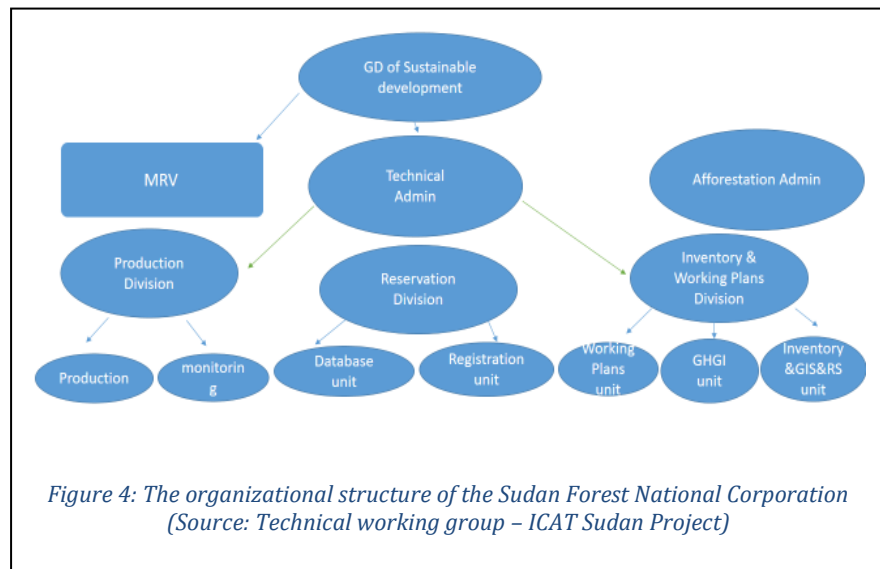 GD of Sustainable
development
MRV
Technical
Admin
Afforestation Admin
Production
Division
Reservation
Division
Inventory &
Working Plans
Division
Production
monitorin
g
Database
unit
Registration
unit
Working
Plans
unit
GHGI
unit
Inventory
&GIS&RS
unit
Figure 4: The organizational structure of the Sudan Forest National Corporation
(Source: Technical working group – ICAT Sudan Project)